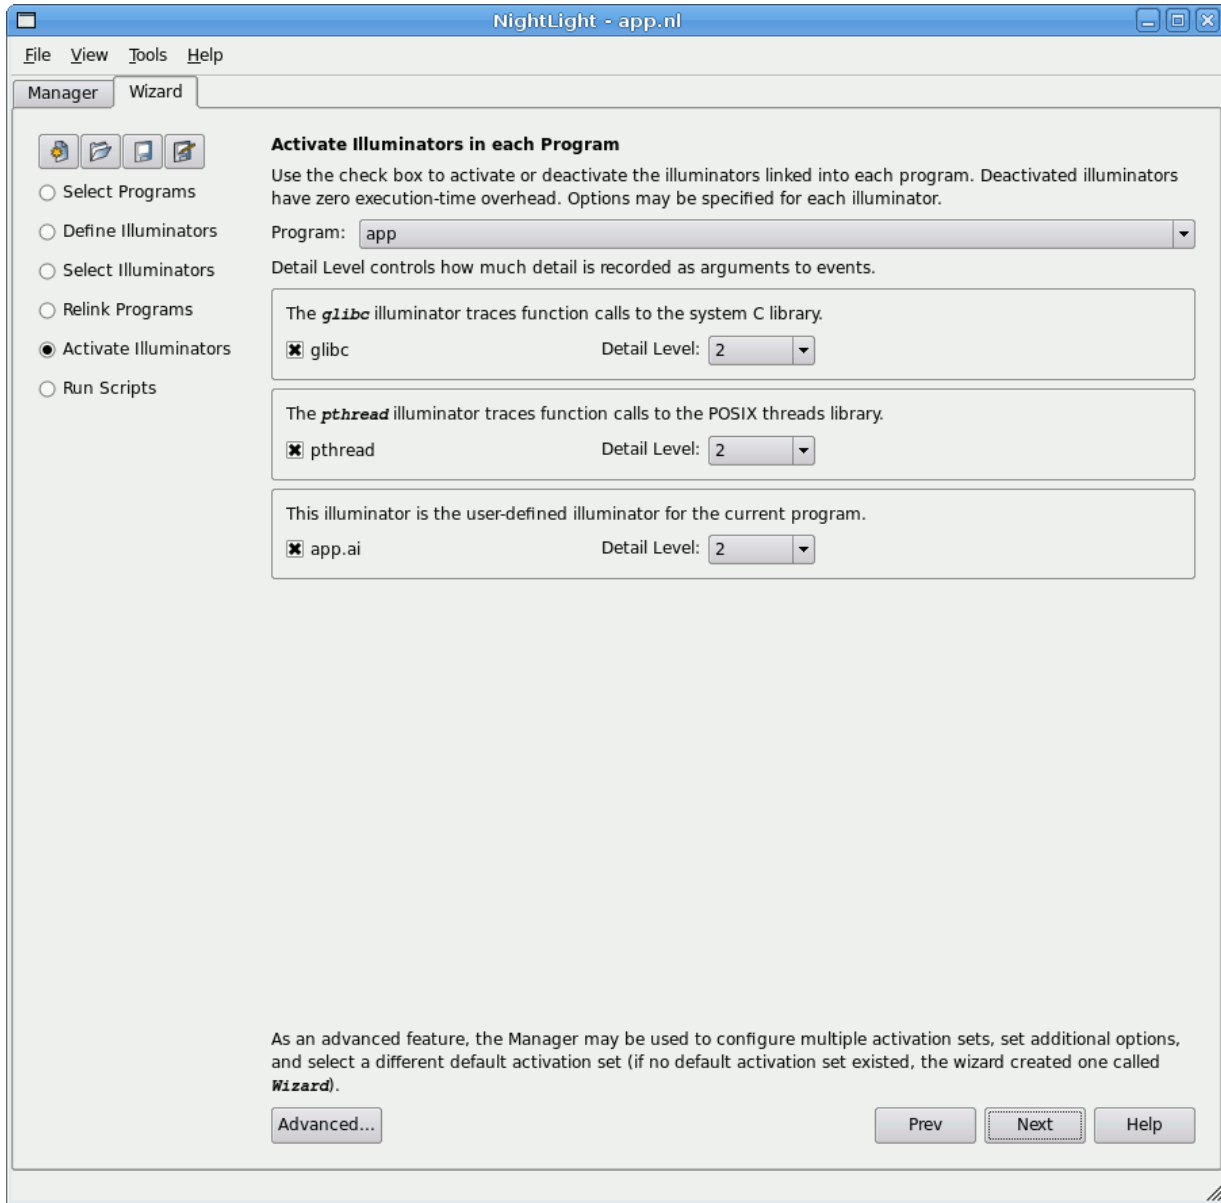 NightLight - app.nl
File View Tools Help
Manager Wizard
Select Programs
Define Illuminators
Select Illuminators
Relink Programs
Activate Illuminators
Run Scripts
Activate Illuminators in each Program
Use the check box to activate or deactivate the illuminators linked into each program. Deactivated illuminators
have zero execution-time overhead. Options may be specified for each illuminator.
Program: app
Detail Level controls how much detail is recorded as arguments to events.
The glibc illuminator traces function calls to the system C library.
glibc Detail Level: 2
The pthread illuminator traces function calls to the POSIX threads library.
pthread Detail Level: 2
This illuminator is the user-defined illuminator for the current program.
app.ai Detail Level: 2
As an advanced feature, the Manager may be used to configure multiple activation sets, set additional options,
and select a different default activation set (if no default activation set existed, the wizard created one called
Wizard).
Advanced... Prev Next Help